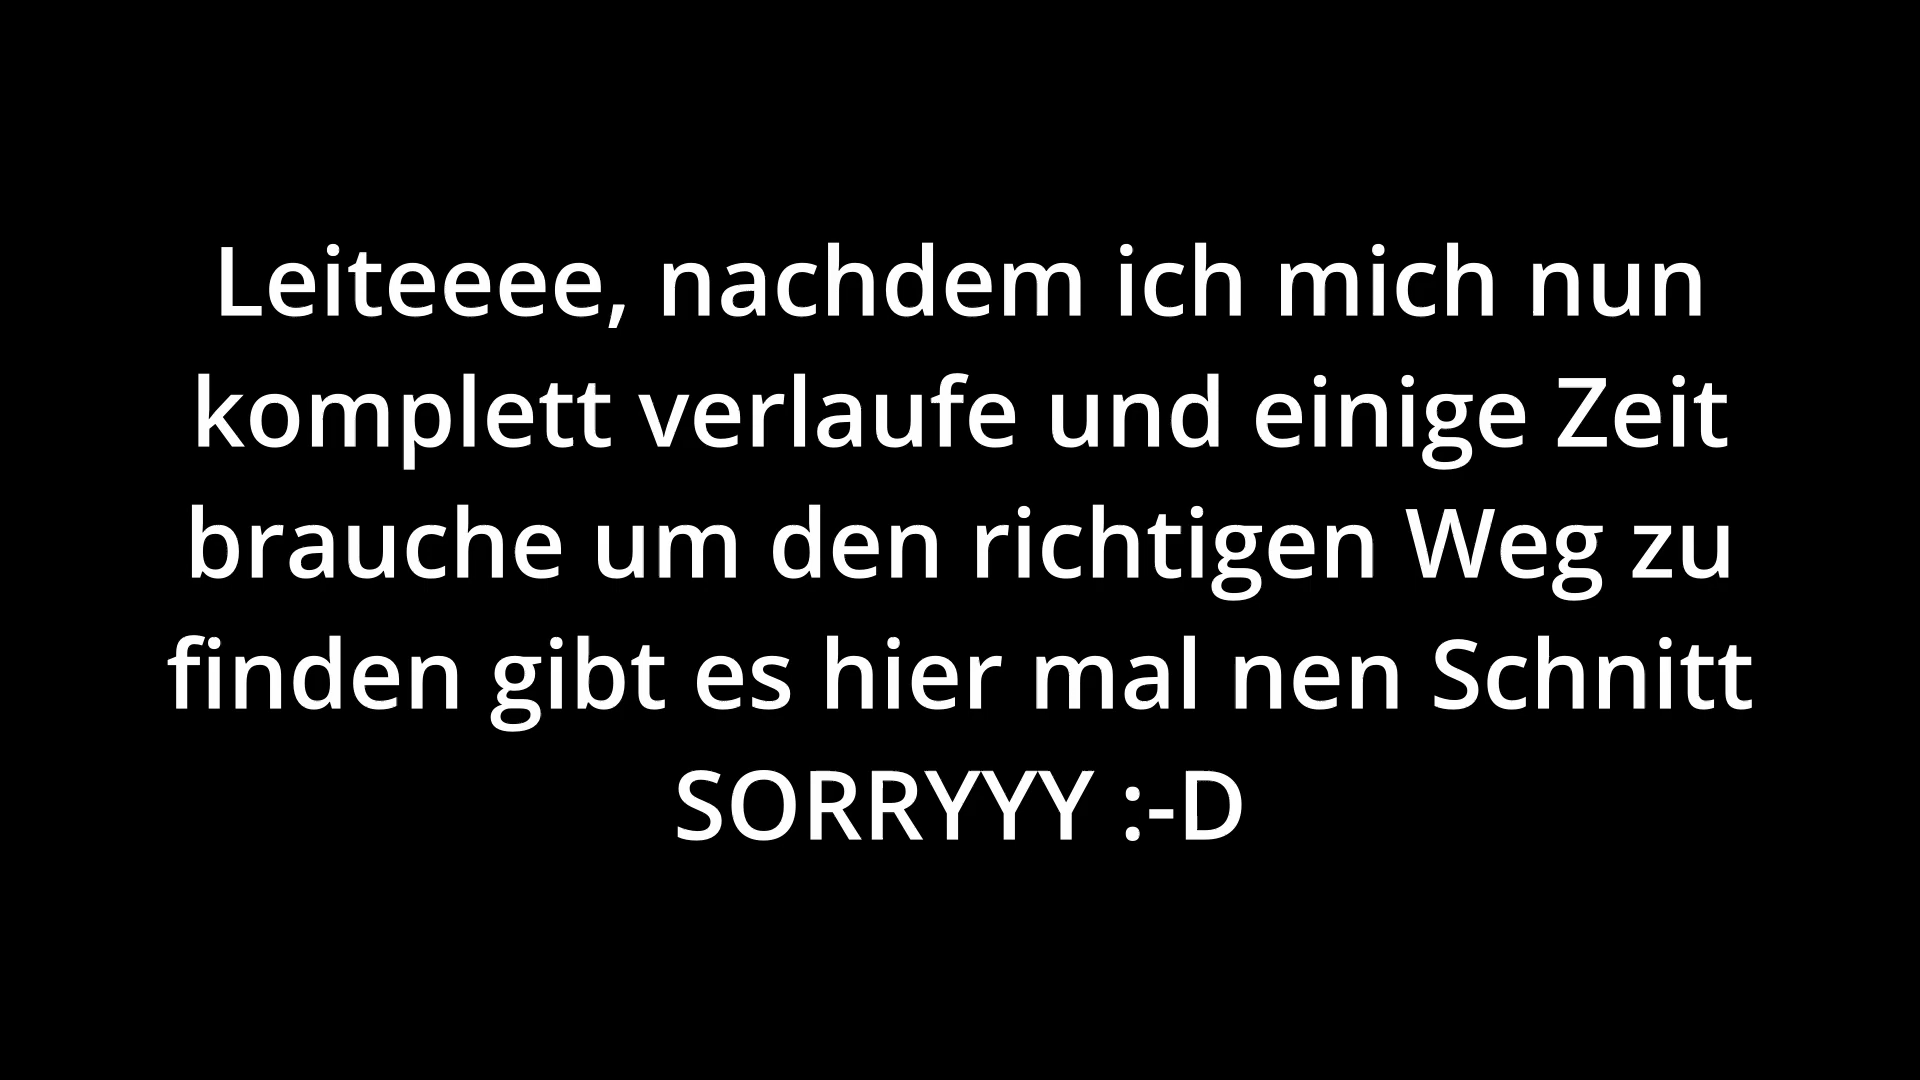 Leiteeee, nachdem ich mich nun
komplett verlaufe und einige Zeit
brauche um den richtigen Weg zu
finden gibt es hier mal nen Schnitt
SORRYYY :-D